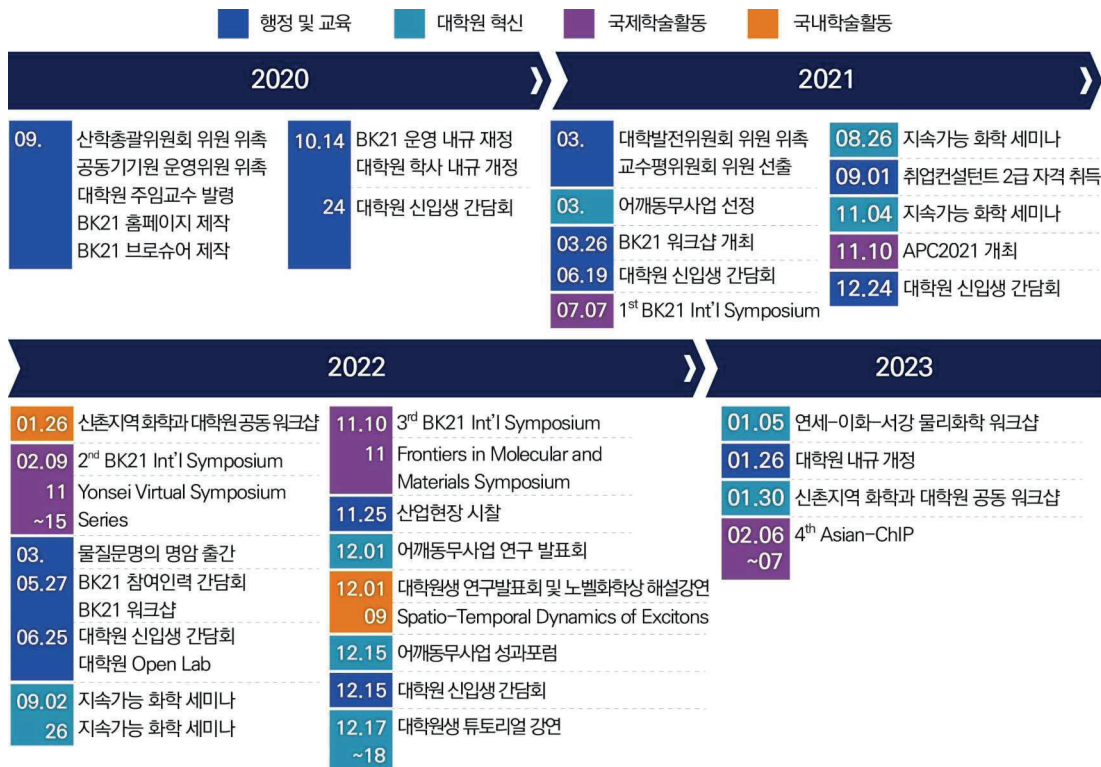 행정 및 교육
대학원 혁신
국제학술활동
국내학술활동
2020
09. 산학총괄위원회 위원 위촉
공동기기원 운영위원 위촉
대학원 주임교수 발령
BK21 홈페이지 제작
BK21 브로슈어 제작
10.14 BK21 운영 내규 재정
대학원 학사 내규 개정
24 대학원 신입생 간담회
2021
03. 대학발전위원회 위원 위촉
교수평위원회 위원 선출
03. 어깨동무사업 선정
03.26 BK21 워크샵 개최
06.19 대학원 신입생 간담회
07.07 1st BK21 Int'l Symposium
08.26 지속가능 화학 세미나
09.01 취업컨설턴트 2급 자격 취득
11.04 지속가능 화학 세미나
11.10 APC2021 개최
12.24 대학원 신입생 간담회
2022
01.26 신촌지역 화학과 대학원 공동 워크샵
02.09 2nd BK21 Int'l Symposium
11 Yonsei Virtual Symposium
~15 Series
03. 물질문명의 명암 출간
05.27 BK21 참여인력 간담회
BK21 워크샵
06.25 대학원 신입생 간담회
대학원 Open Lab
09.02 지속가능 화학 세미나
26 지속가능 화학 세미나
11.10 3rd BK21 Int'l Symposium
11 Frontiers in Molecular and
Materials Symposium
11.25 산업현장 시찰
12.01 어깨동무사업 연구 발표회
12.01 대학원생 연구발표회 및 노벨화학상 해설강연
09 Spatio-Temporal Dynamics of Excitons
12.15 어깨동무사업 성과포럼
12.15 대학원 신입생 간담회
12.17 대학원생 튜토리얼 강연
~18
2023
01.05 연세-이화-서강 물리화학 워크샵
01.26 대학원 내규 개정
01.30 신촌지역 화학과 대학원 공동 워크샵
02.06 4th Asian-ChIP
~07